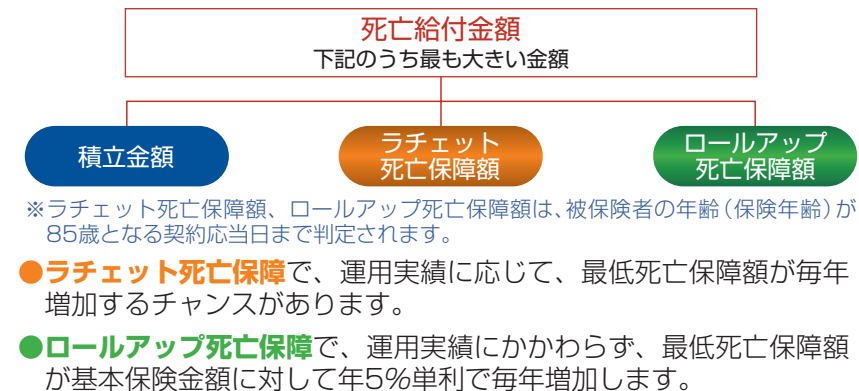 死亡給付金額
下記のうち最も大きい金額
積立金額
ラチェット
死亡保障額
ロールアップ
死亡保障額
※ラチェット死亡保障額、ロールアップ死亡保障額は、被保険者の年齢(保険年齢)が
85歳となる契約応当日まで判定されます。
●ラチェット死亡保障で、運用実績に応じて、最低死亡保障額が毎年
増加するチャンスがあります。
●ロールアップ死亡保障で、運用実績にかかわらず、最低死亡保障額
が基本保険金額に対して年5%単利で毎年増加します。